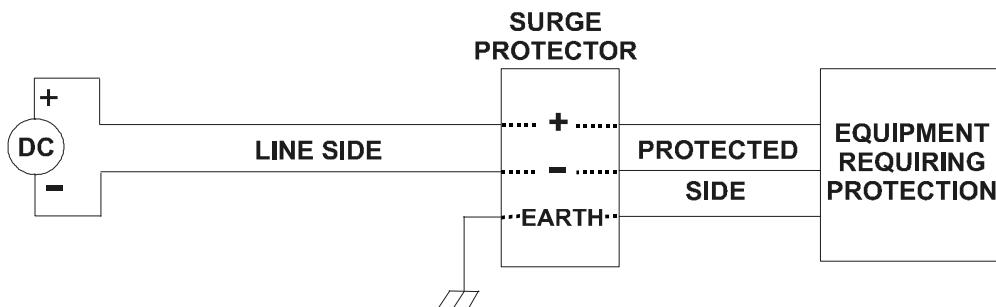 SURGE
PROTECTOR
+
DC
-
LINE SIDE
+
-
EARTH
PROTECTED
SIDE
EQUIPMENT
REQUIRING
PROTECTION